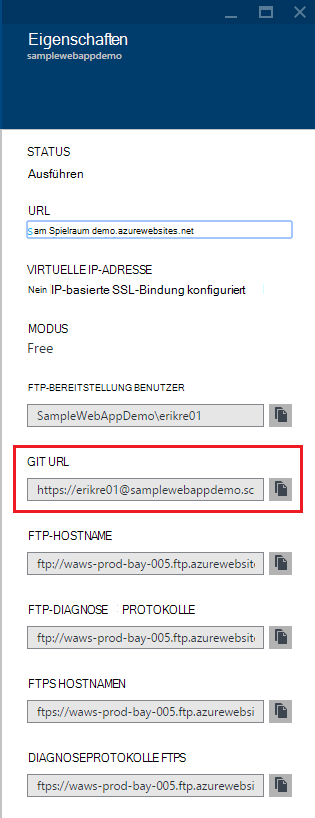 Eigenschaften
samplewebappdemo
STATUS
Ausführen
URL
sam Spielraum demo.azurewebsites.net
VIRTUELLE IP-ADRESSE
Nein IP-basierte SSL-Bindung konfiguriert
MODUS
Free
FTP-BEREITSTELLUNG BENUTZER
SampleWebAppDemo\erikre01
GIT URL
https://erikre01@samplewebappdemo.sc
FTP-HOSTNAME
ftp://waws-prod-bay-005.ftp.azurewebsite
FTP-DIAGNOSE PROTOKOLLE
ftp://waws-prod-bay-005.ftp.azurewebsite
FTPS HOSTNAMEN
ftps://waws-prod-bay-005.ftp.azurewebsi
DIAGNOSEPROTOKOLLE FTPS
ftps://waws-prod-bay-005.ftp.azurewebsi